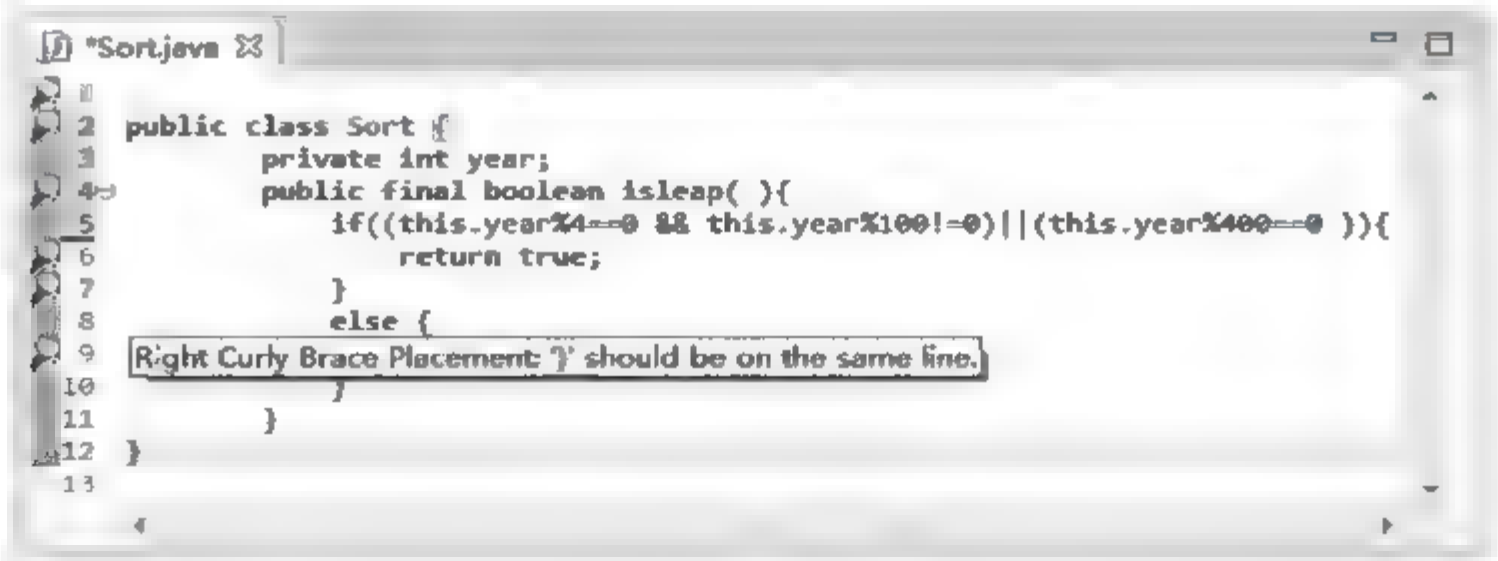 *Sort.java
1
2 public class Sort {
3 private int year;
4 public final boolean isleap( ){
5 if((this.year%4==0 && this.year%100!=0)||(this.year%400==0 )){
6 return true;
7 }
8 else {
9 Right Curly Brace Placement: '}' should be on the same line.
10 }
11 }
12 }
13